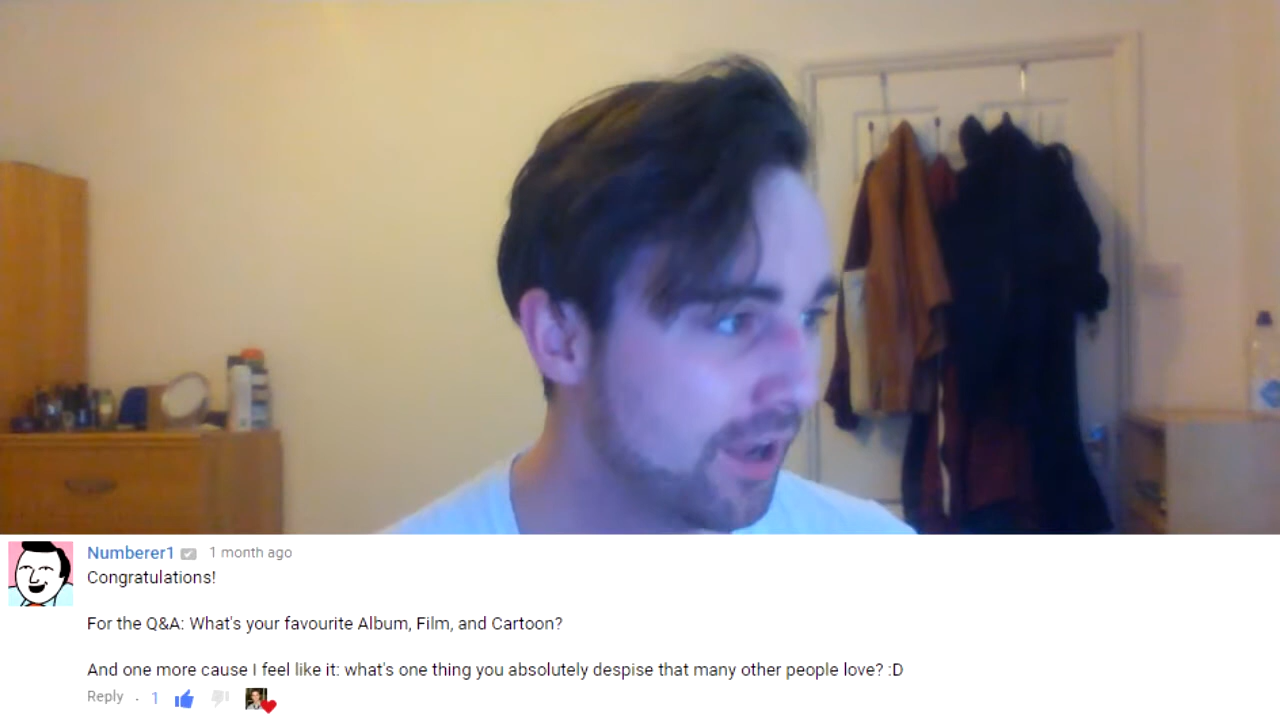 Numberer1 1 month ago
Congratulations!
For the Q&A: What's your favourite Album, Film, and Cartoon?
And one more cause I feel like it: what's one thing you absolutely despise that many other people love? :D
Reply · 1